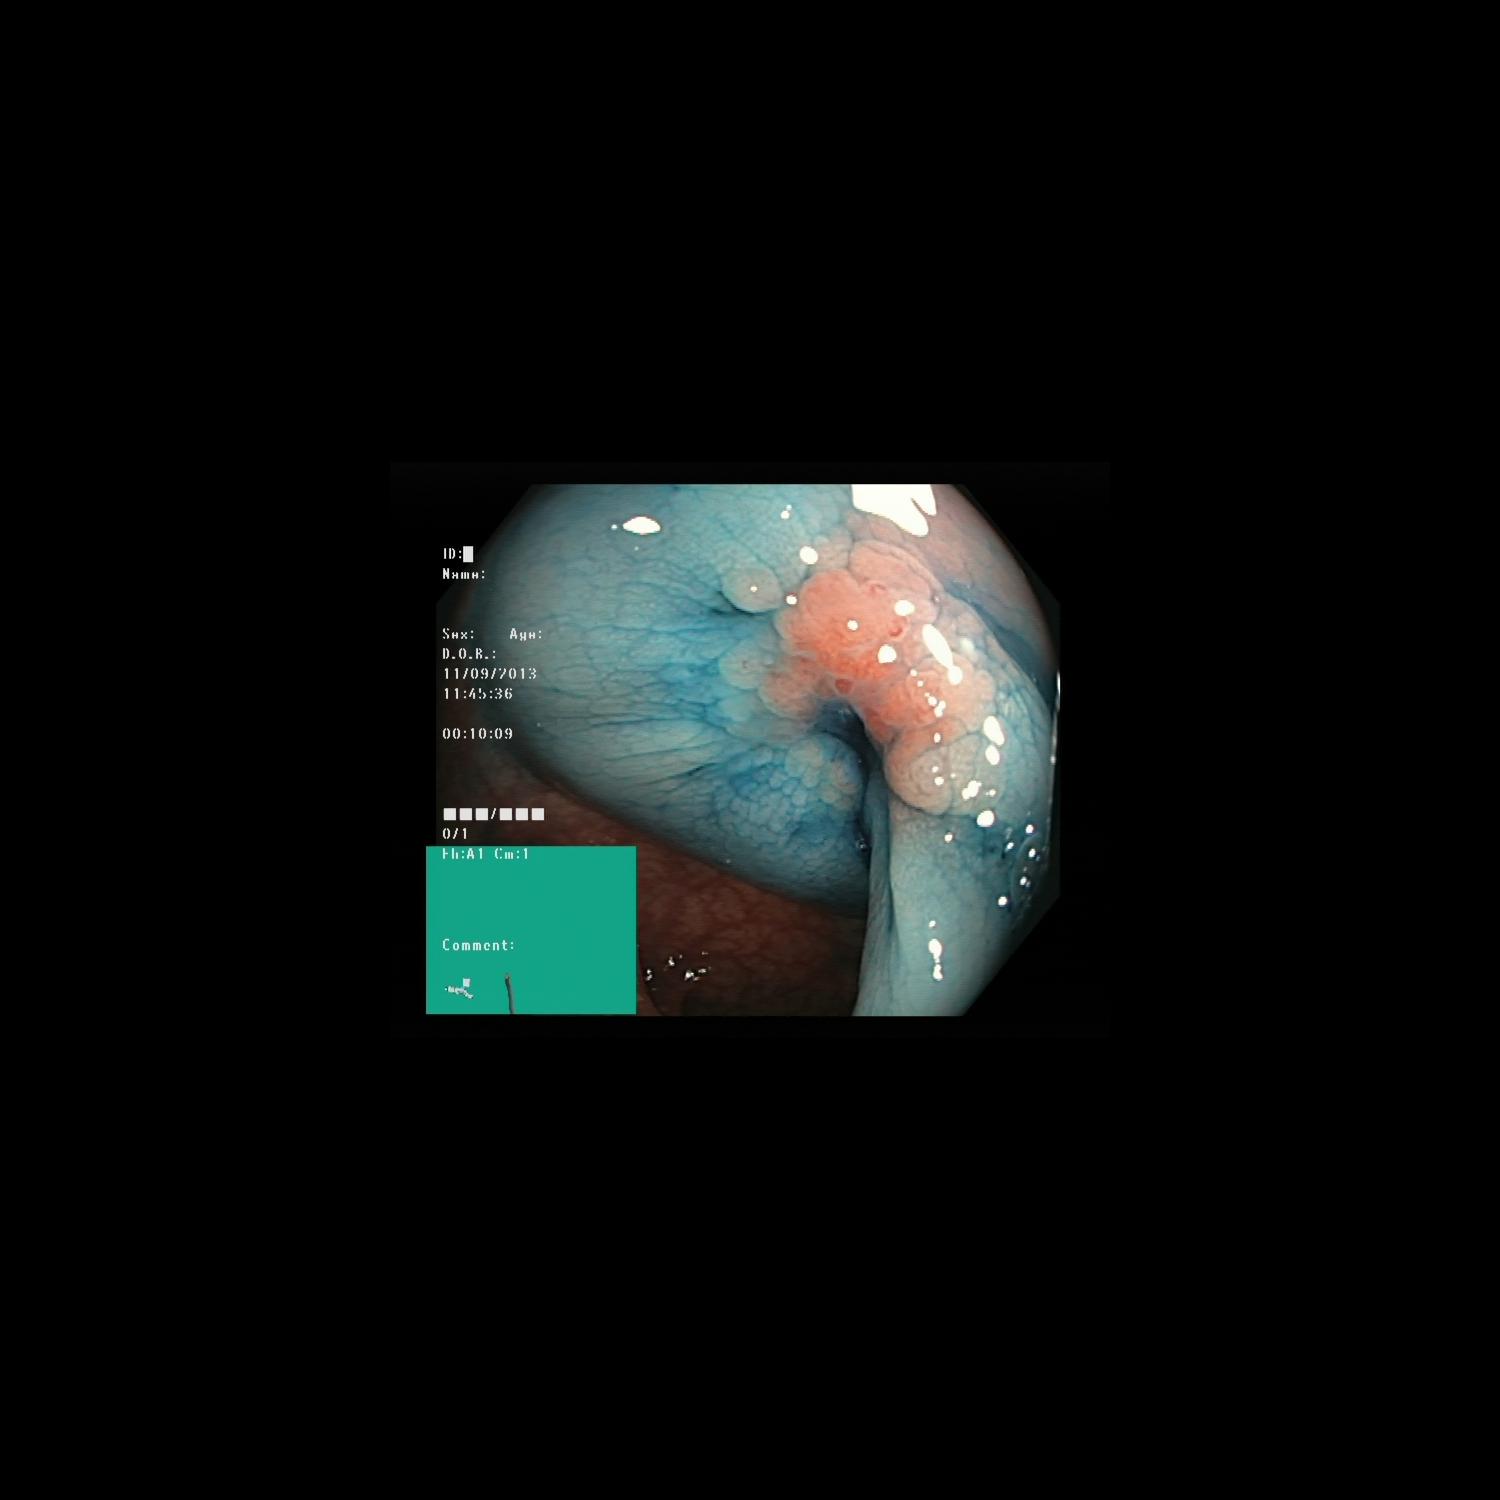 ID:
Name:
Sex: Age:
D.O.B.:
11/09/2013
11:45:36
00:10:09
■■■/■■■
0/1
Eh:A1 Cm:1
Comment: